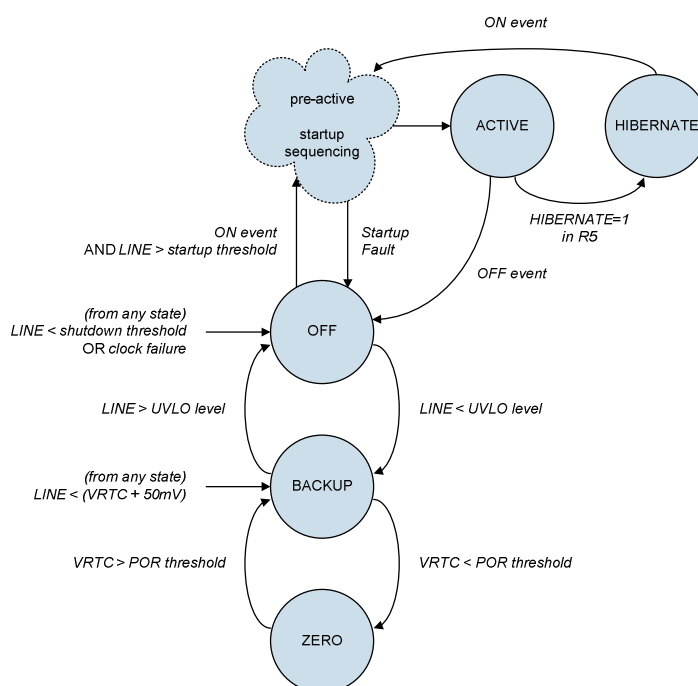 ON event
pre-active
startup
sequencing
ACTIVE
HIBERNATE
HIBERNATE=1
in R5
ON event
AND LINE > startup threshold
Startup
Fault
OFF event
(from any state)
LINE < shutdown threshold
OR clock failure
OFF
LINE > UVLO level
LINE < UVLO level
(from any state)
LINE < (VRTC + 50mV)
BACKUP
VRTC > POR threshold
VRTC < POR threshold
ZERO